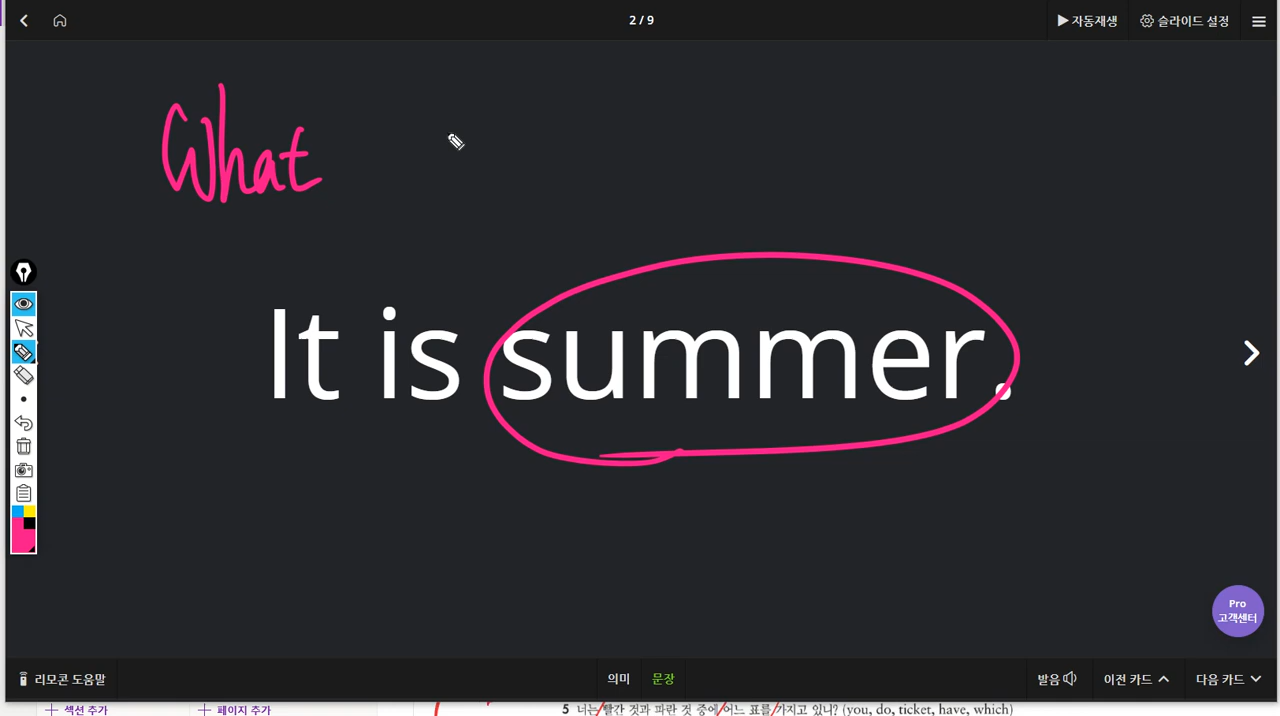 2 / 9
자동재생
슬라이드 설정
What
It is summer.
Pro
고객센터
리모콘 도움말
의미
문장
발음
이전 카드
다음 카드
섹션 추가
페이지 추가
5 너는 빨간 것과 파란 것 중에 어느 표를 가지고 있니? (you, do, ticket, have, which)